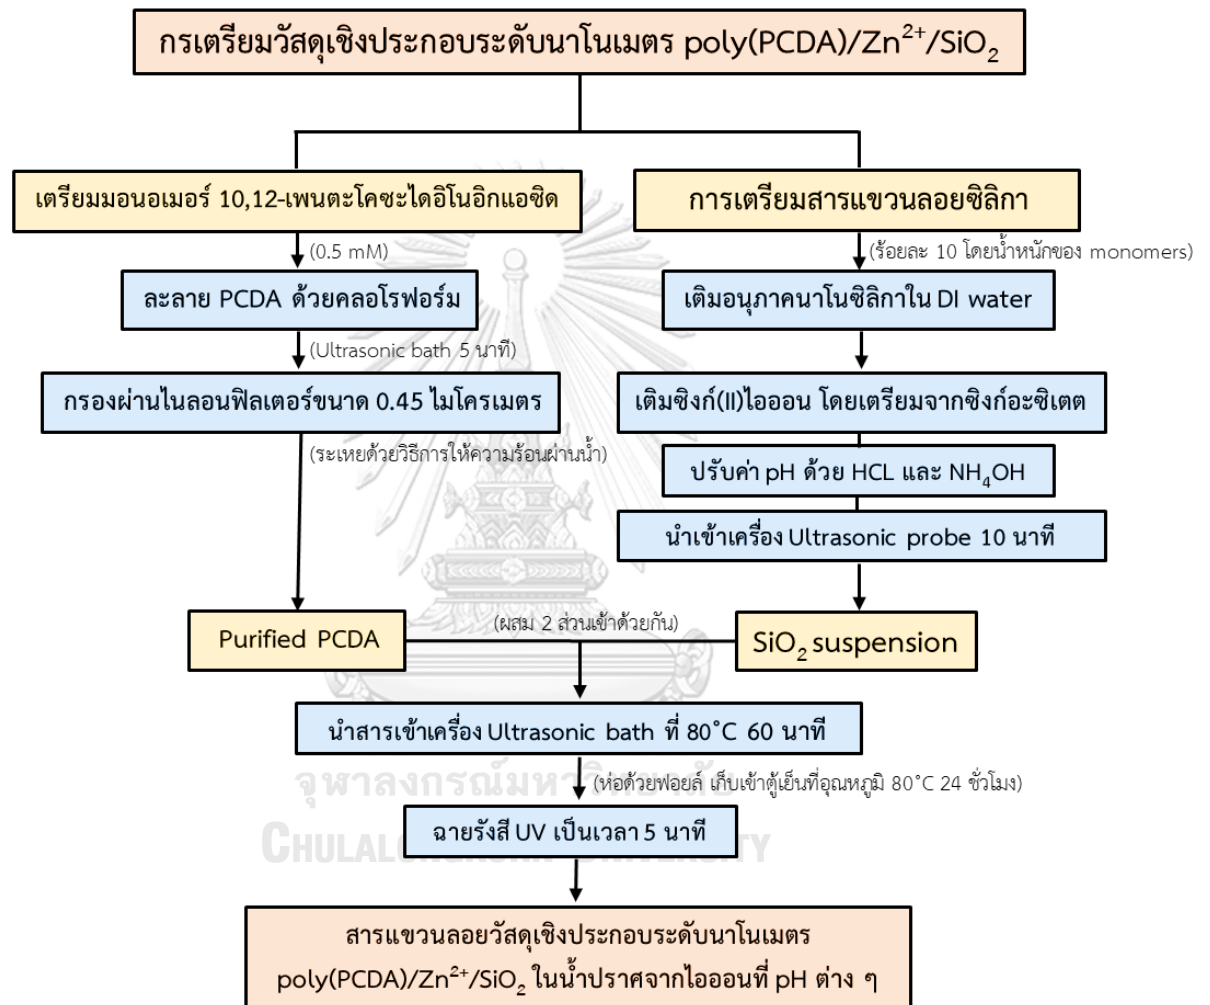 กรเตรียมวัสดุเชิงประกอบระดับนาโนเมตร poly(PCDA)/Zn²⁺/SiO₂
เตรียมมอนอเมอร์ 10,12-เพนตะโคซะไดอิโนอิกแอซิด
(0.5 mM)
ละลาย PCDA ด้วยคลอโรฟอร์ม
(Ultrasonic bath 5 นาที)
กรองผ่านไนลอนฟิลเตอร์ขนาด 0.45 ไมโครเมตร
(ระเหยด้วยวิธีการให้ความร้อนผ่านน้ำ)
Purified PCDA
การเตรียมสารแขวนลอยซิลิกา
(ร้อยละ 10 โดยน้ำหนักของ monomers)
เติมอนุภาคนาโนซิลิกาใน DI water
เติมซิงก์(II)ไอออน โดยเตรียมจากซิงก์อะซิเตต
ปรับค่า pH ด้วย HCL และ NH₄OH
นำเข้าเครื่อง Ultrasonic probe 10 นาที
SiO₂ suspension
(ผสม 2 ส่วนเข้าด้วยกัน)
นำสารเข้าเครื่อง Ultrasonic bath ที่ 80˚C 60 นาที
(ห่อด้วยฟอยล์ เก็บเข้าตู้เย็นที่อุณหภูมิ 80˚C 24 ชั่วโมง)
ฉายรังสี UV เป็นเวลา 5 นาที
สารแขวนลอยวัสดุเชิงประกอบระดับนาโนเมตร
poly(PCDA)/Zn²⁺/SiO₂ ในน้ำปราศจากไอออนที่ pH ต่าง ๆ
จุฬาลงกรณ์มหาวิทยาลัย
CHULALONGKORN UNIVERSITY